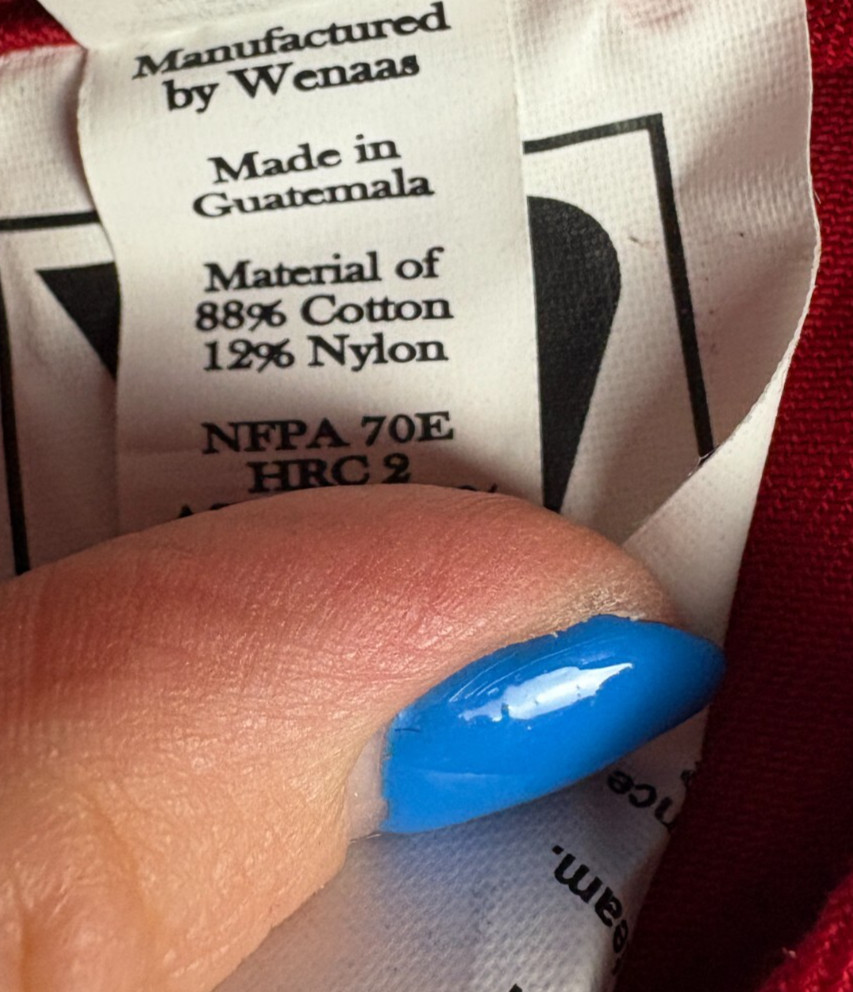 Manufactured
by Wenaas
Made in
Guatemala
Material of
88% Cotton
12% Nylon
NFPA 70E
HRC 2